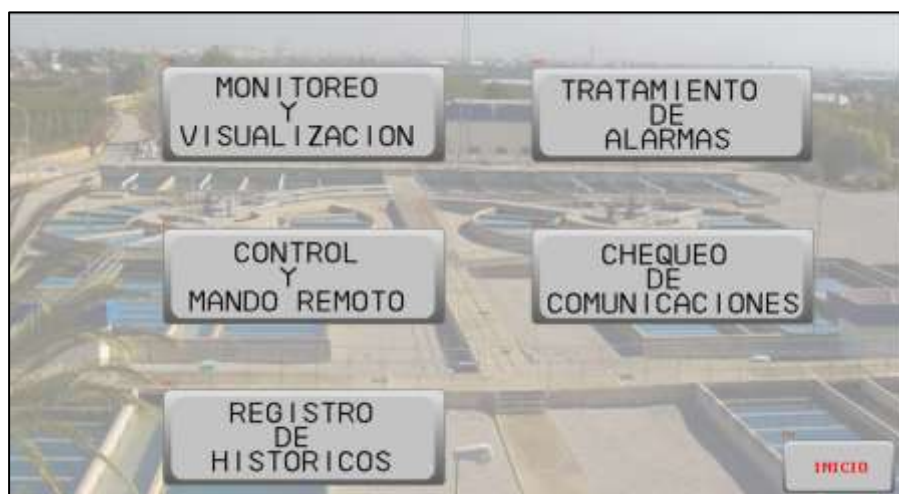 MONITOREO
Y
VISUALIZACION
TRATAMIENTO
DE
ALARMAS
CONTROL
Y
MANDO REMOTO
CHEQUEO
DE
COMUNICACIONES
REGISTRO
DE
HISTORICOS
INICIO